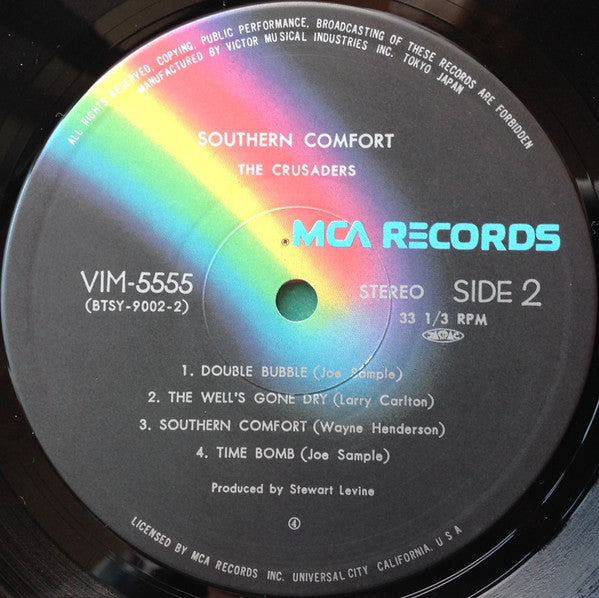 ALL RIGHTS RESERVED. COPYING, PUBLIC PERFORMANCE, BROADCASTING OF THESE RECORDS ARE FORBIDDEN
MANUFACTURED BY VICTOR MUSICAL INDUSTRIES INC. TOKYO JAPAN
SOUTHERN COMFORT
THE CRUSADERS
® MCA RECORDS
VIM-5555
(BTSY-9002-2)
STEREO SIDE 2
33 1/3 RPM
JASRAC
1. DOUBLE BUBBLE (Joe Sample)
2. THE WELL'S GONE DRY (Larry Carlton)
3. SOUTHERN COMFORT (Wayne Henderson)
4. TIME BOMB (Joe Sample)
Produced by Stewart Levine
④
LICENSED BY MCA RECORDS INC. UNIVERSAL CITY CALIFORNIA, U S A